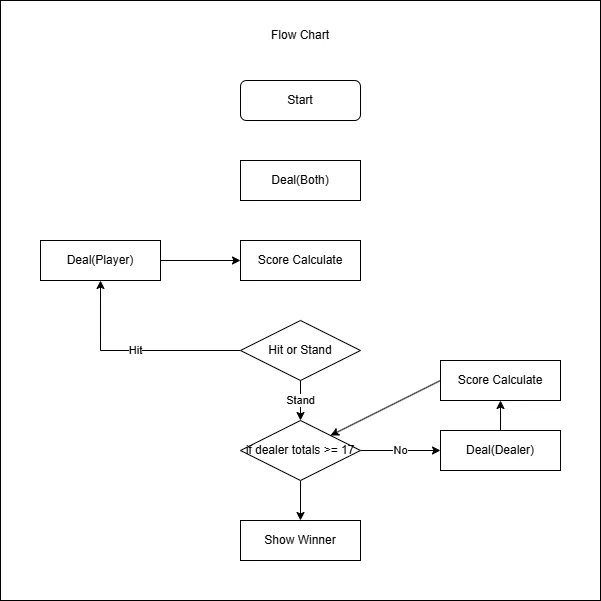 Flow Chart
Start
Deal(Both)
Deal(Player)
Score Calculate
Hit
Hit or Stand
Stand
Score Calculate
if dealer totals >= 17
No
Deal(Dealer)
Show Winner